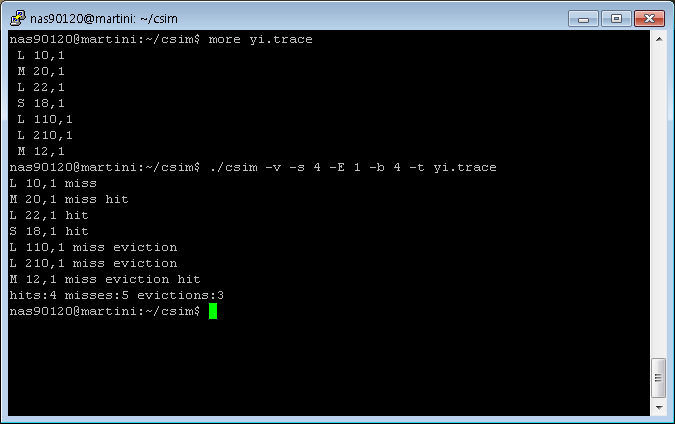 nas90120@martini: ~/csim
nas90120@martini:~/csim$ more yi.trace
 L 10,1
 M 20,1
 L 22,1
 S 18,1
 L 110,1
 L 210,1
 M 12,1
nas90120@martini:~/csim$ ./csim -v -s 4 -E 1 -b 4 -t yi.trace
L 10,1 miss
M 20,1 miss hit
L 22,1 hit
S 18,1 hit
L 110,1 miss eviction
L 210,1 miss eviction
M 12,1 miss eviction hit
hits:4 misses:5 evictions:3
nas90120@martini:~/csim$